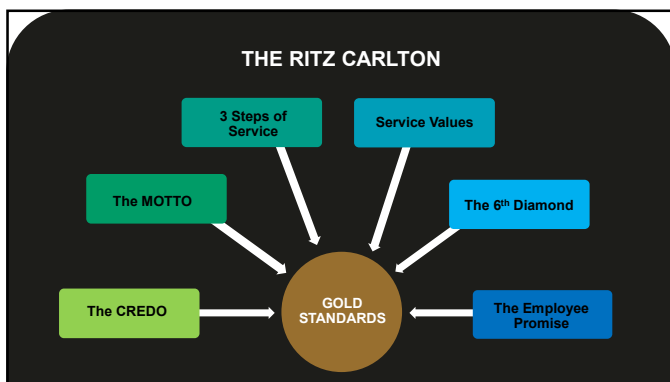 THE RITZ CARLTON
3 Steps of
Service
Service Values
The MOTTO
The 6th Diamond
The CREDO
GOLD
STANDARDS
The Employee
Promise